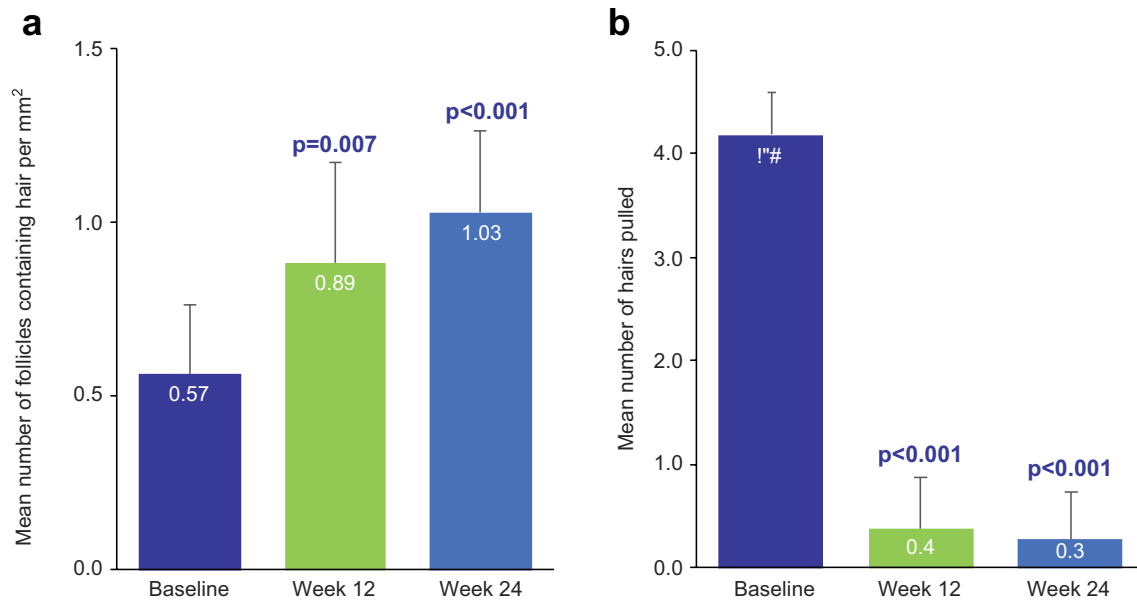 a
Mean number of follicles containing hair per mm²
1.5
1.0
0.5
0.0
p=0.007
p<0.001
0.57
0.89
1.03
Baseline
Week 12
Week 24
b
Mean number of hairs pulled
5.0
4.0
3.0
2.0
1.0
0.0
!"#
p<0.001
p<0.001
0.4
0.3
Baseline
Week 12
Week 24